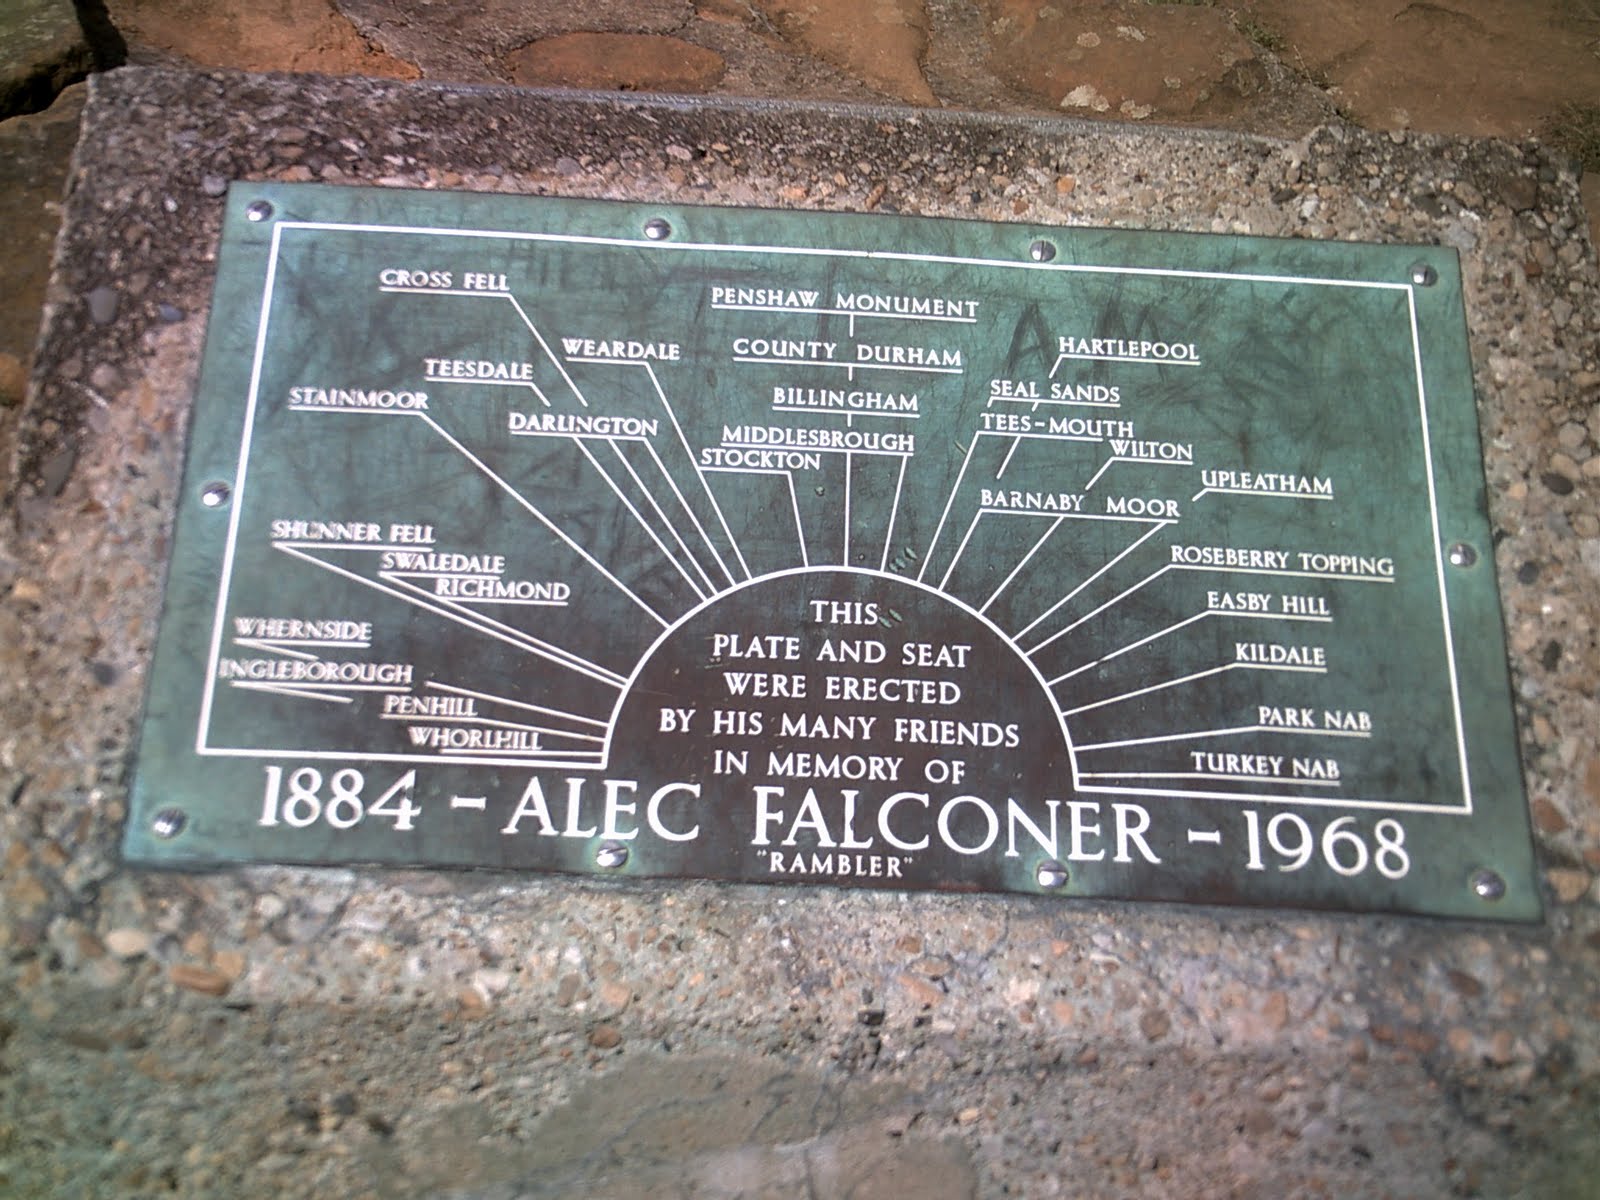 CROSS FELL
PENSHAW MONUMENT
WEARDALE
COUNTY DURHAM
HARTLEPOOL
TEESDALE
SEAL SANDS
STAINMOOR
BILLINGHAM
DARLINGTON
TEES-MOUTH
MIDDLESBROUGH
WILTON
STOCKTON
UPLEATHAM
BARNABY MOOR
SHUNNER FELL
ROSEBERRY TOPPING
SWALEDALE
RICHMOND
EASBY HILL
WHERNSIDE
KILDALE
INGLEBOROUGH
PENHILL
PARK NAB
WHORLHILL
TURKEY NAB
THIS
PLATE AND SEAT
WERE ERECTED
BY HIS MANY FRIENDS
IN MEMORY OF
1884 - ALEC FALCONER - 1968
"RAMBLER"